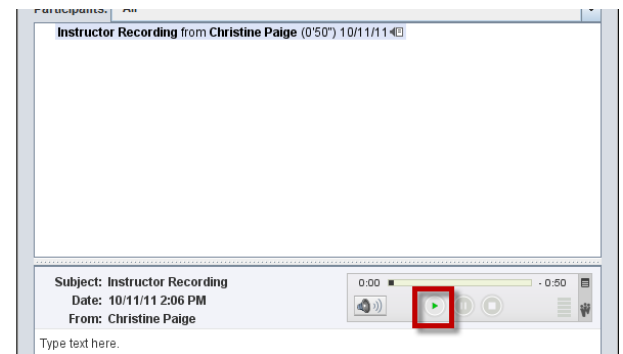 Participants: All
Instructor Recording from Christine Paige (0'50") 10/11/11
Subject: Instructor Recording 0:00 - 0:50
Date: 10/11/11 2:06 PM
From: Christine Paige
Type text here.